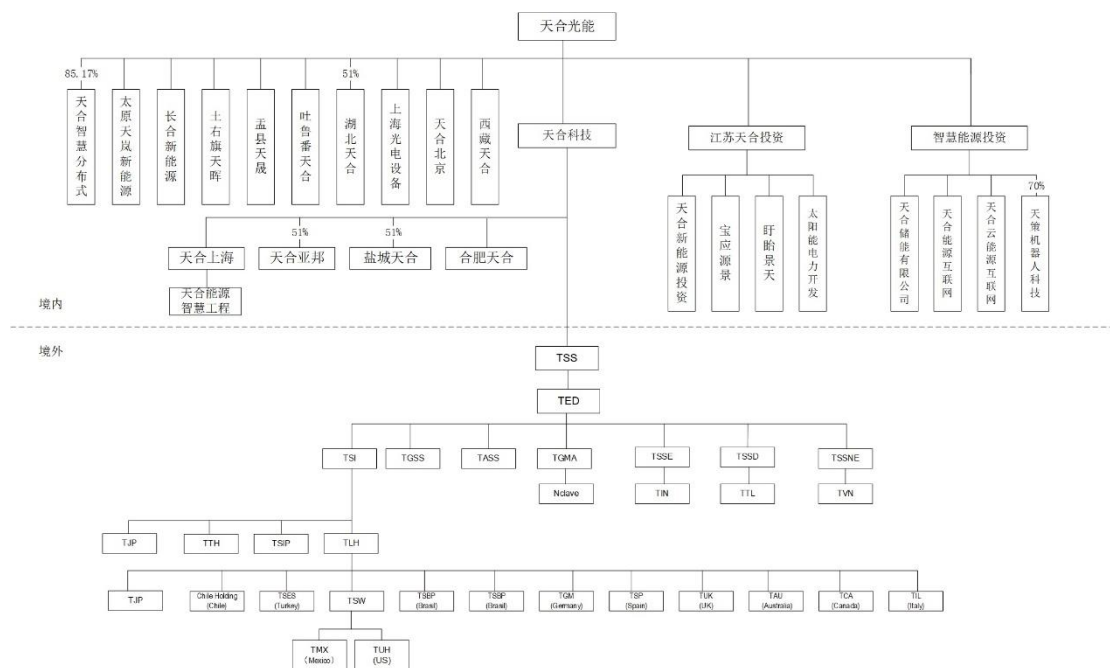 天合光能
85.17%
51%
天合智慧分布式
太原天岚新能源
长合新能源
土右旗天晖
盂县天晟
吐鲁番天合
湖北天合
上海光电设备
天合北京
西藏天合
天合科技
江苏天合投资
智慧能源投资
51%
51%
天合上海
天合亚邦
盐城天合
合肥天合
天合能源
智慧工程
70%
天合新能源投资
宝应源景
盱眙景天
太阳能电力开发
天合储能有限公司
天合能源互联网
天合云能源互联网
天策机器人科技
境内
境外
TSS
TED
TSI
TGSS
TASS
TGMA
TSSE
TSSD
TSSNE
Nclave
TIN
TTL
TVN
TJP
TTH
TSIP
TLH
TJP
Chile Holding
(Chile)
TSES
(Turkey)
TSW
TSBP
(Brasil)
TSBP
(Brasil)
TGM
(Germany)
TSP
(Spain)
TUK
(UK)
TAU
(Australia)
TCA
(Canada)
TIL
(Italy)
TMX
(Mexico)
TUH
(US)